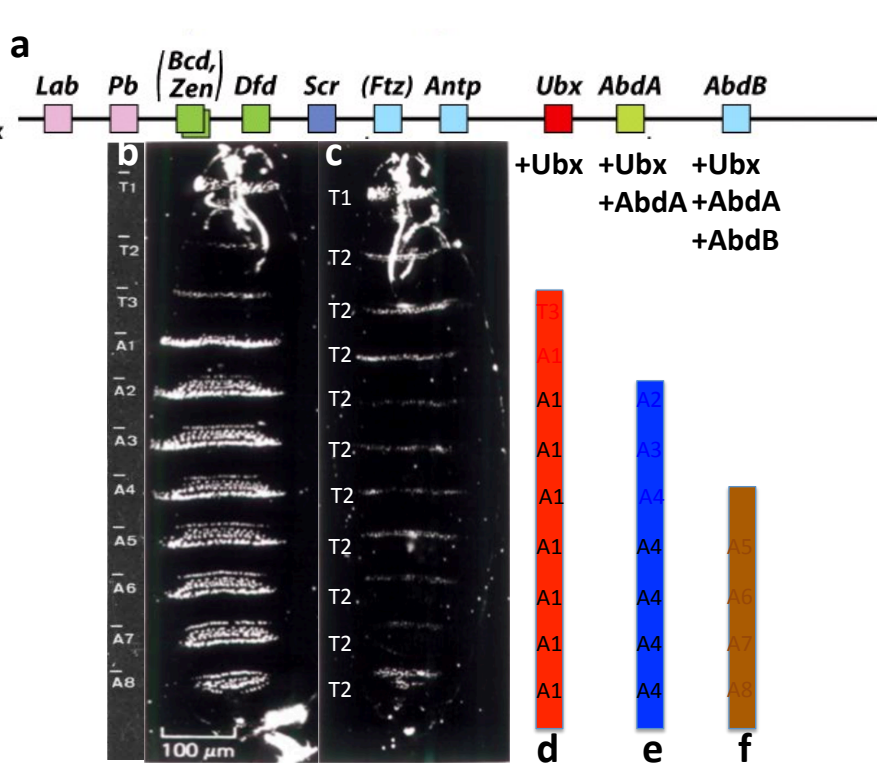 a
Lab Pb (Bcd, Zen) Dfd Scr (Ftz) Antp Ubx AbdA AbdB
b
c
+Ubx +Ubx +Ubx
+AbdA +AbdA
+AbdB
T1
T2
T3
A1
A2
A3
A4
A5
A6
A7
A8
100 μm
T1
T2
T2
T2
T2
T2
T2
T2
T2
T2
T2
T3
A1
A1
A1
A1
A1
A1
A1
A1
A2
A3
A4
A4
A4
A4
A4
A5
A6
A7
A8
d e f